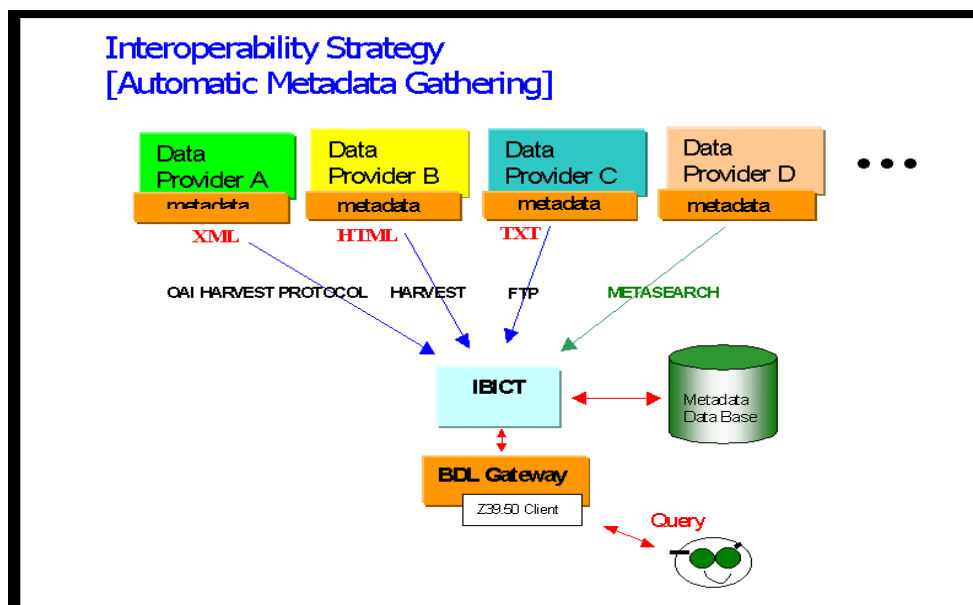 Interoperability Strategy
[Automatic Metadata Gathering]
Data
Provider A
metadata
XML
Data
Provider B
metadata
HTML
Data
Provider C
metadata
TXT
Data
Provider D
metadata
OAI HARVEST PROTOCOL
HARVEST
FTP
METASEARCH
IBICT
Metadata
Data Base
BDL Gateway
Z39.50 Client
Query